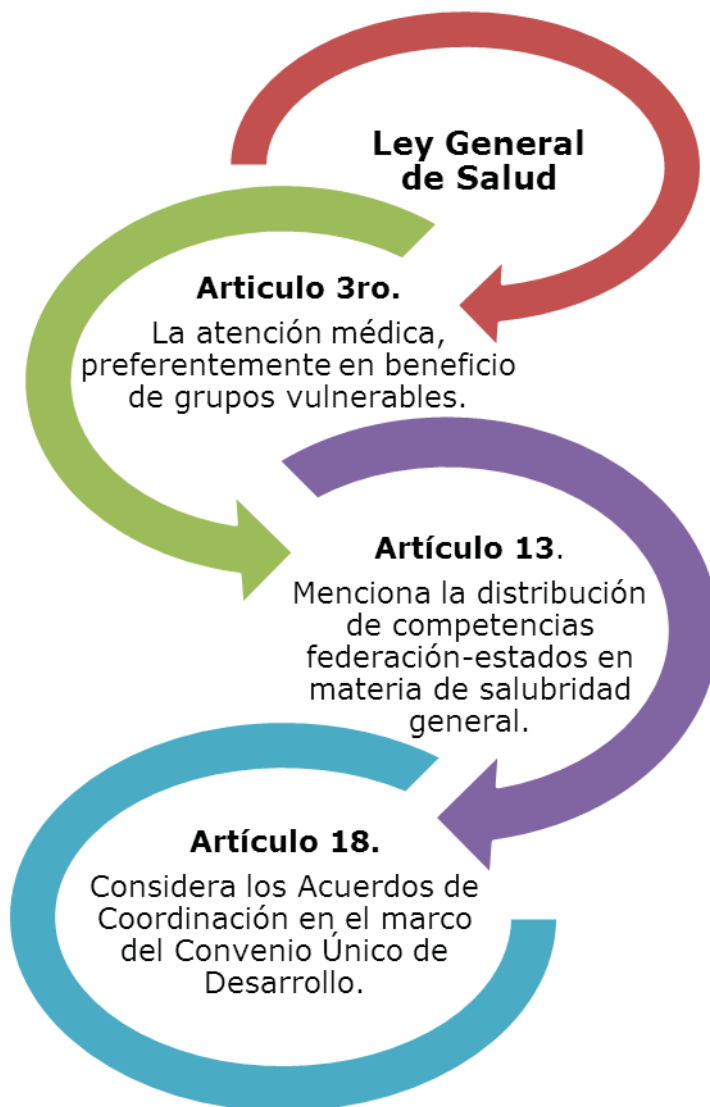 Ley General
de Salud
Articulo 3ro.
La atención médica,
preferentemente en beneficio
de grupos vulnerables.
Artículo 13.
Menciona la distribución
de competencias
federación-estados en
materia de salubridad
general.
Artículo 18.
Considera los Acuerdos de
Coordinación en el marco
del Convenio Único de
Desarrollo.